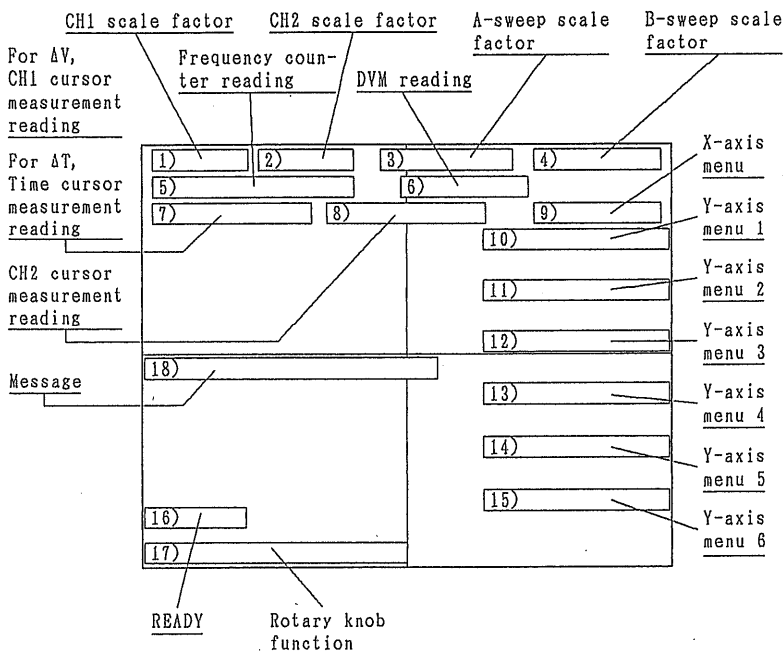 CH1 scale factor
CH2 scale factor
A-sweep scale
factor
B-sweep scale
factor
For ΔV,
CH1 cursor
measurement
reading
Frequency coun-
ter reading
DVM reading
For ΔT,
Time cursor
measurement
reading
CH2 cursor
measurement
reading
Message
1)
2)
3)
4)
5)
6)
7)
8)
9)
10)
11)
12)
18)
13)
14)
15)
16)
17)
X-axis
menu
Y-axis
menu 1
Y-axis
menu 2
Y-axis
menu 3
Y-axis
menu 4
Y-axis
menu 5
Y-axis
menu 6
READY
Rotary knob
function